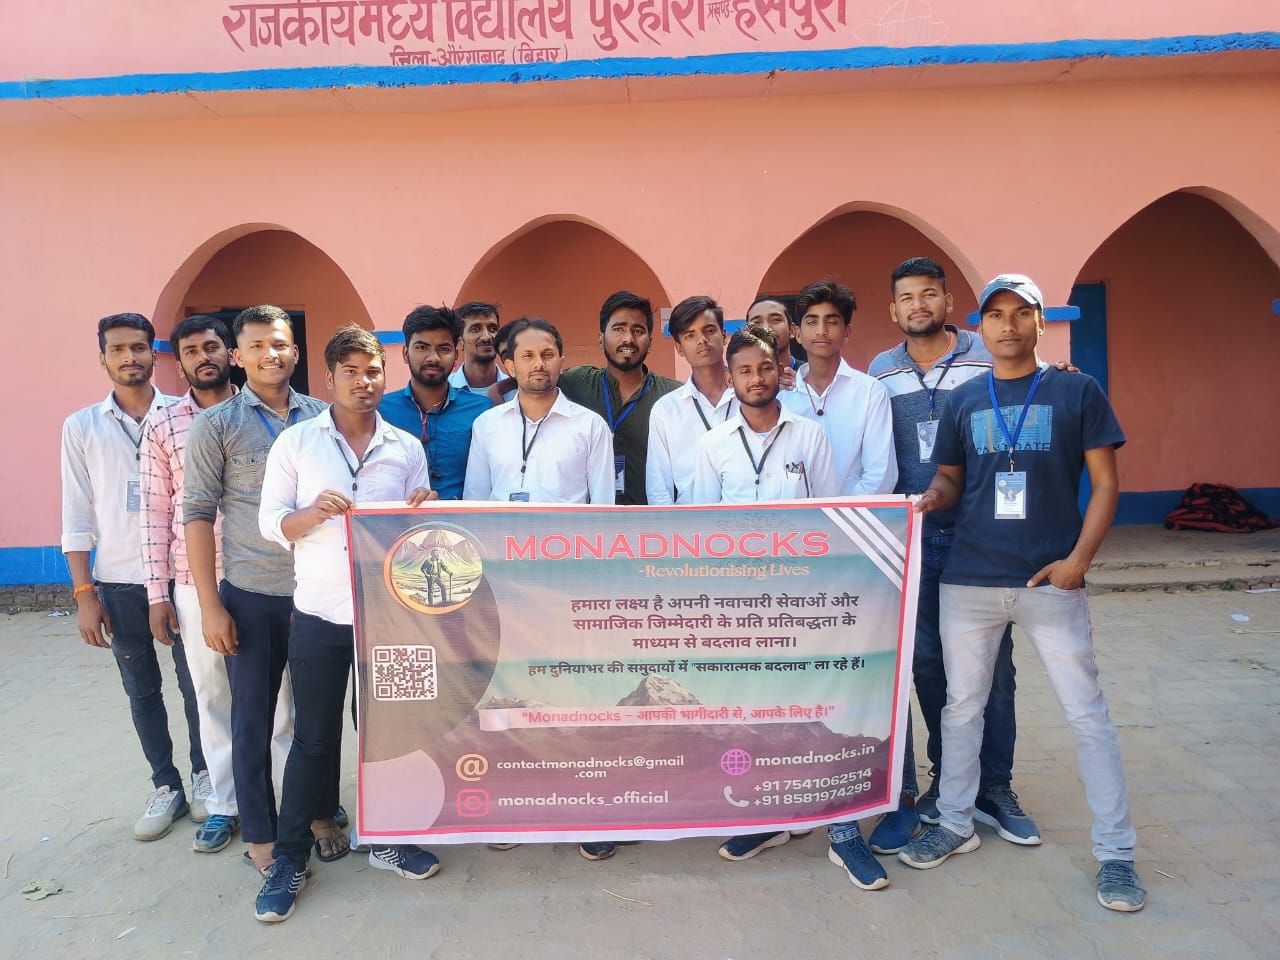 राजकीय मध्य विद्यालय पुरहारा प्रखण्ड-हसपुरा
जिला-औरंगाबाद (बिहार)
MONADNOCKS
-Revolutionising Lives
हमारा लक्ष्य है अपनी नवाचारी सेवाओं और
सामाजिक जिम्मेदारी के प्रति प्रतिबद्धता के
माध्यम से बदलाव लाना।
हम दुनियाभर की समुदायों में "सकारात्मक बदलाव" ला रहे हैं।
"Monadnocks – आपकी भागीदारी से, आपके लिए है।"
contactmonadnocks@gmail
.com
monadnocks_official
monadnocks.in
+91 7541062514
+91 8581974299